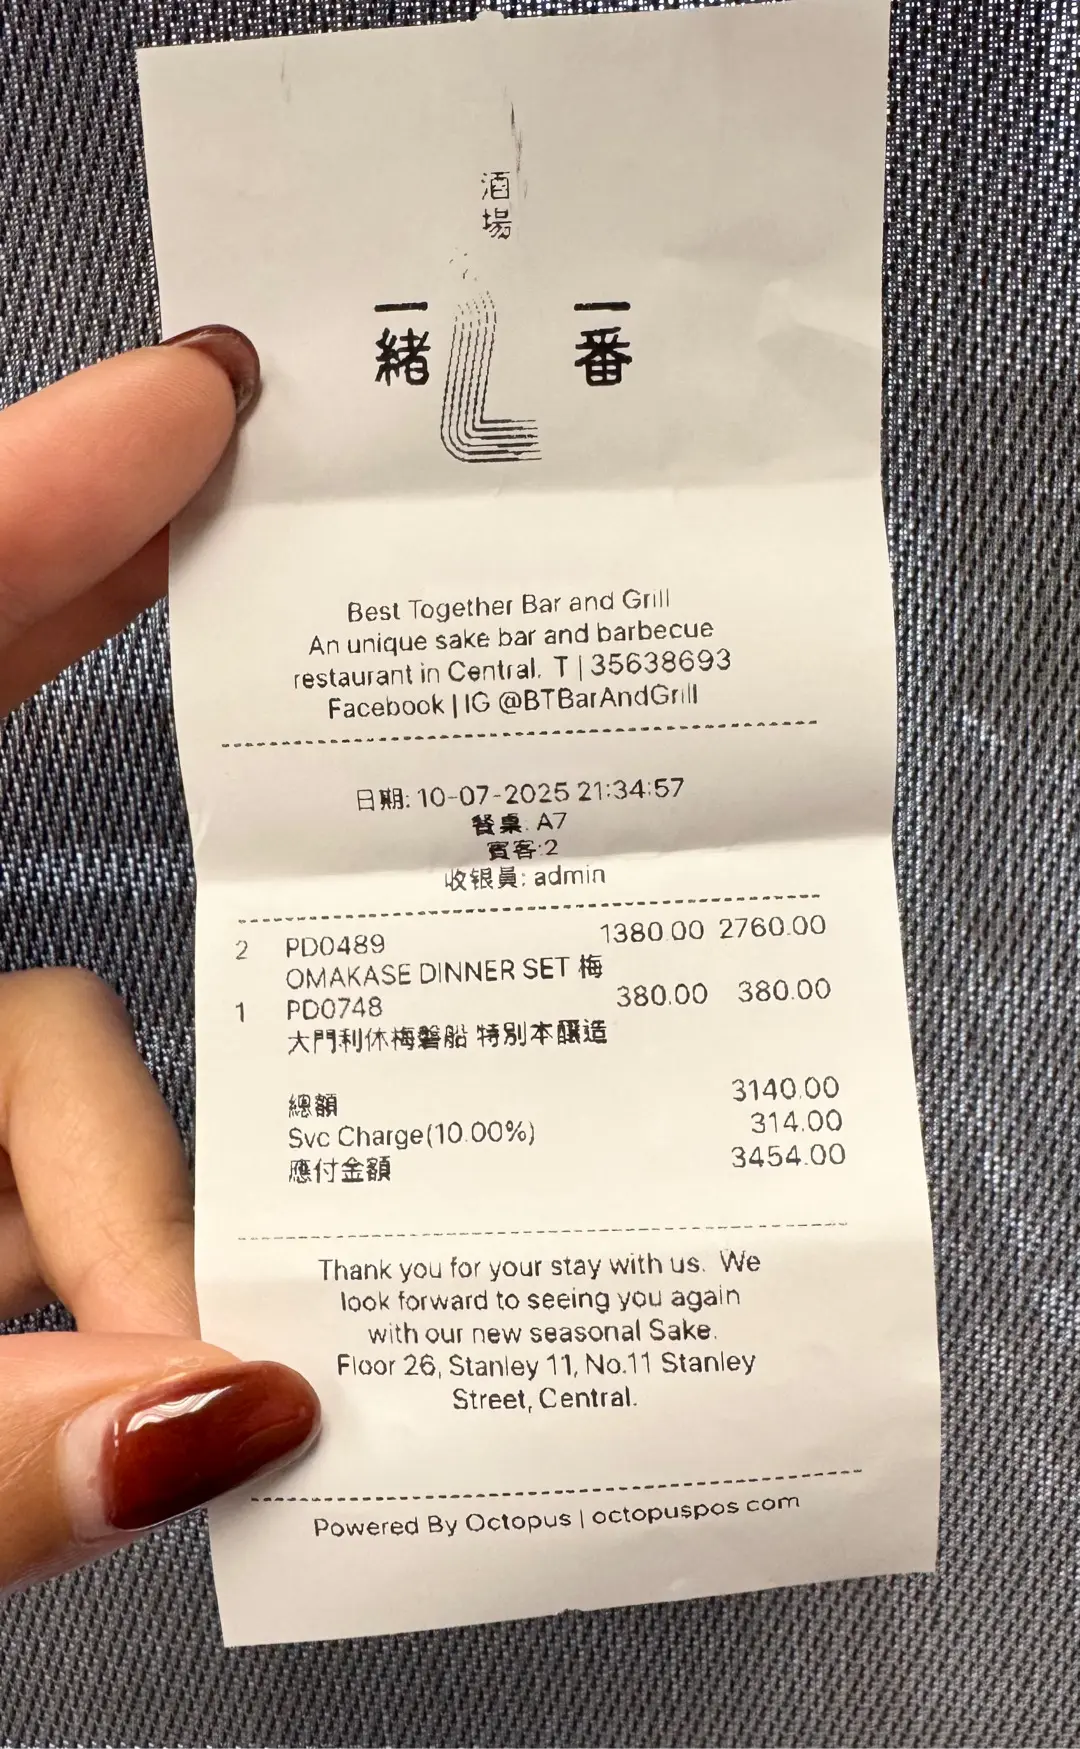 酒場
一緒
一番
Best Together Bar and Grill
An unique sake bar and barbecue
restaurant in Central. T | 35638693
Facebook | IG @BTBarAndGrill
日期: 10-07-2025 21:34:57
餐桌: A7
賓客:2
收银員: admin
2 PD0489 1380.00 2760.00
OMAKASE DINNER SET 梅
1 PD0748 380.00 380.00
大門利休梅磐船 特別本釀造
總額 3140.00
Svc Charge(10.00%) 314.00
應付金額 3454.00
Thank you for your stay with us. We
look forward to seeing you again
with our new seasonal Sake.
Floor 26, Stanley 11, No.11 Stanley
Street, Central.
Powered By Octopus | octopuspos.com